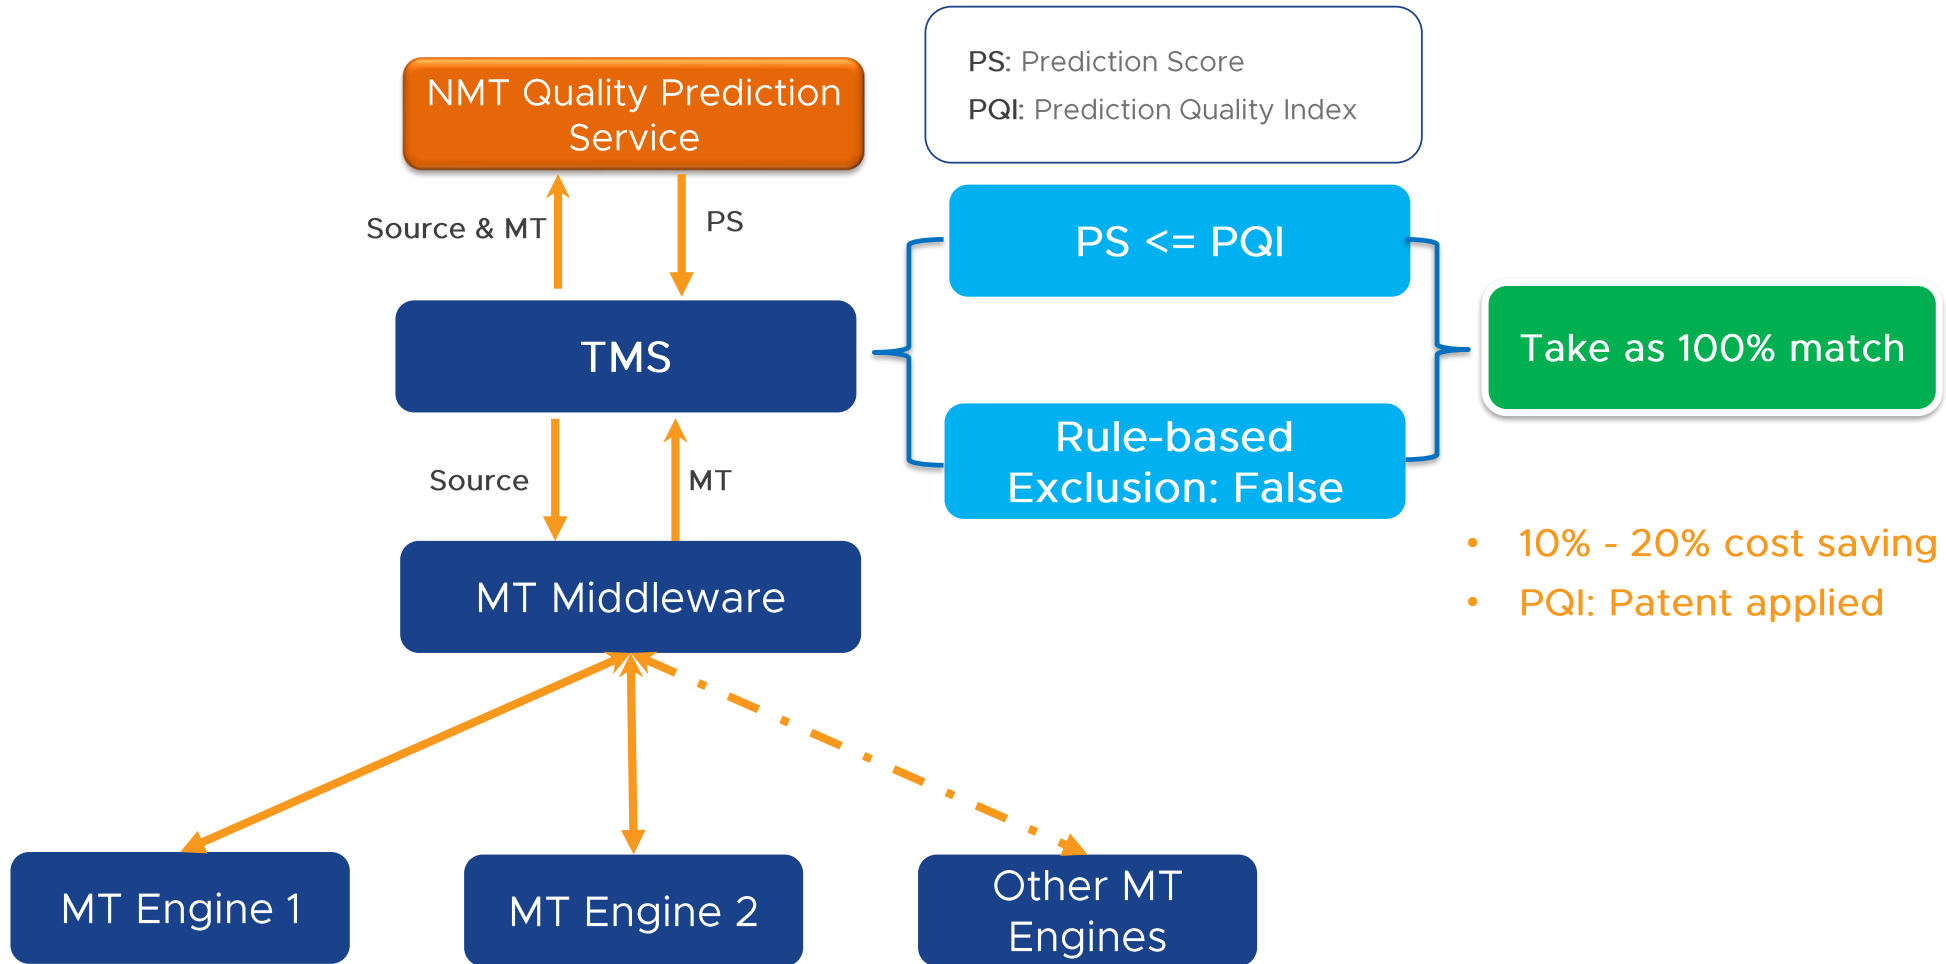 NMT Quality Prediction
Service
PS: Prediction Score
PQI: Prediction Quality Index
Source & MT
PS
PS <= PQI
TMS
Take as 100% match
Rule-based
Exclusion: False
Source
MT
• 10% - 20% cost saving
• PQI: Patent applied
MT Middleware
MT Engine 1
MT Engine 2
Other MT
Engines